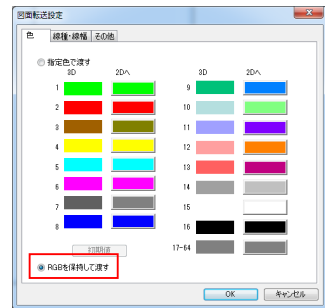 図面転送設定
色 線種・線幅 その他
指定色で渡す
3D 2Dへ 3D 2Dへ
1 9
2 10
3 11
4 12
5 13
6 14
7 15
8 16
初期値 17-64
RGBを保持して渡す
OK キャンセル